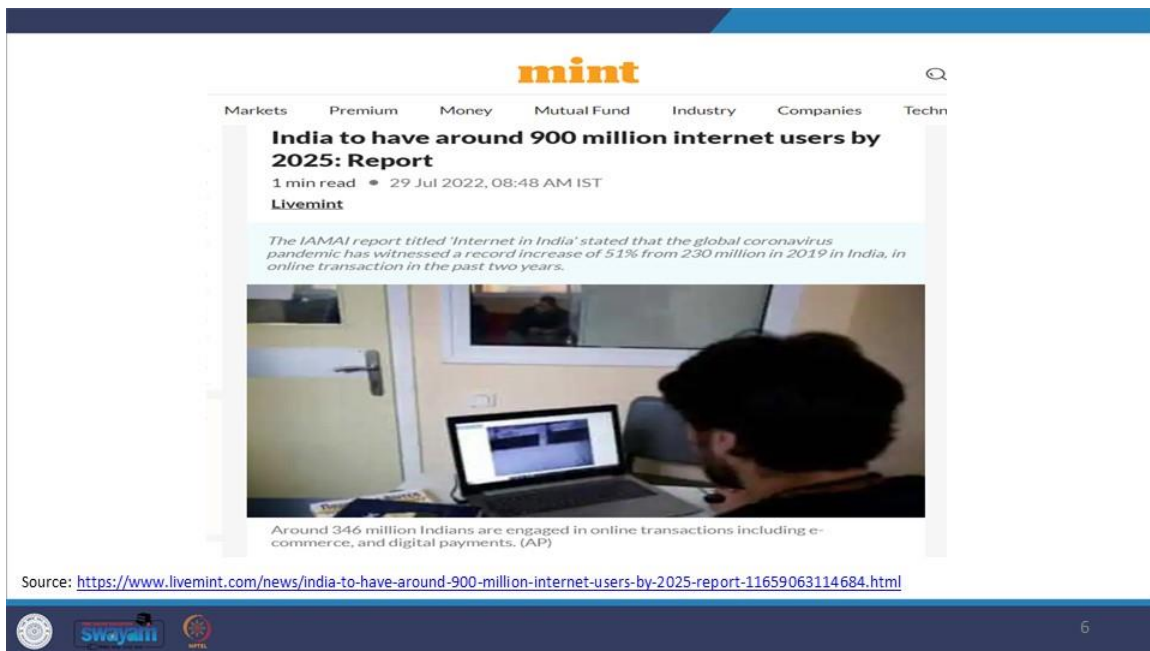 mint
Markets Premium Money Mutual Fund Industry Companies Techn
India to have around 900 million internet users by
2025: Report
1 min read • 29 Jul 2022, 08:48 AM IST
Livemint
The IAMAI report titled 'Internet in India' stated that the global coronavirus
pandemic has witnessed a record increase of 51% from 230 million in 2019 in India, in
online transaction in the past two years.
Around 346 million Indians are engaged in online transactions including e-
commerce, and digital payments. (AP)
Source: https://www.livemint.com/news/india-to-have-around-900-million-internet-users-by-2025-report-11659063114684.html
swayam
NPTEL
6